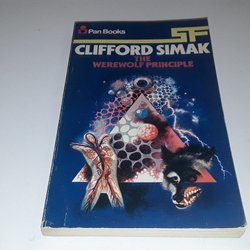 Pan Books
SF
CLIFFORD SIMAK
THE
WEREWOLF PRINCIPLE